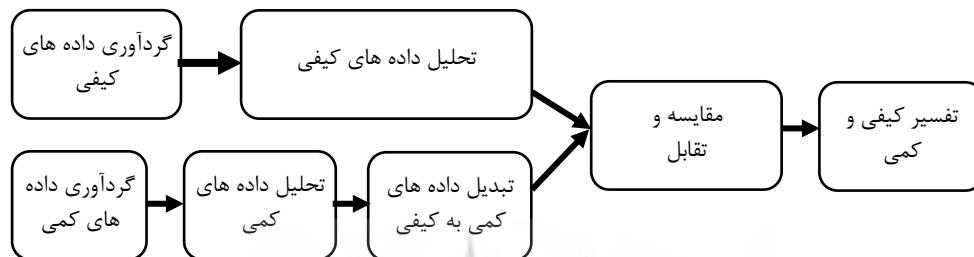 گردآوری داده های
کیفی
تحلیل داده های کیفی
مقایسه و
تقابل
تفسیر کیفی و
کمی
گردآوری داده
های کمی
تحلیل داده های
کمی
تبدیل داده های
کمی به کیفی